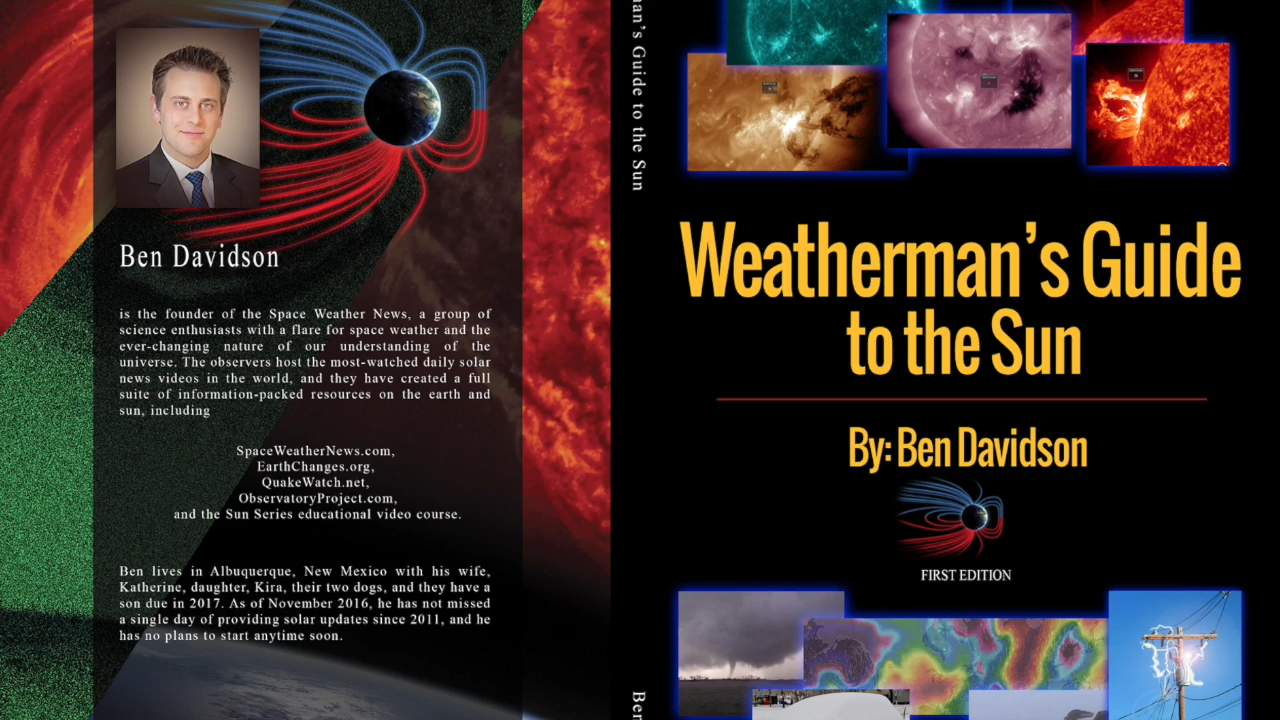 Ben Davidson
is the founder of the Space Weather News, a group of
science enthusiasts with a flare for space weather and the
ever-changing nature of our understanding of the
universe. The observers host the most-watched daily solar
news videos in the world, and they have created a full
suite of information-packed resources on the earth and
sun, including
SpaceWeatherNews.com,
EarthChanges.org,
QuakeWatch.net,
ObservatoryProject.com,
and the Sun Series educational video course.
Ben lives in Albuquerque, New Mexico with his wife,
Katherine, daughter, Kira, their two dogs, and they have a
son due in 2017. As of November 2016, he has not missed
a single day of providing solar updates since 2011, and he
has no plans to start anytime soon.
an's Guide to the Sun
Ben
Weatherman's Guide
to the Sun
By: Ben Davidson
FIRST EDITION